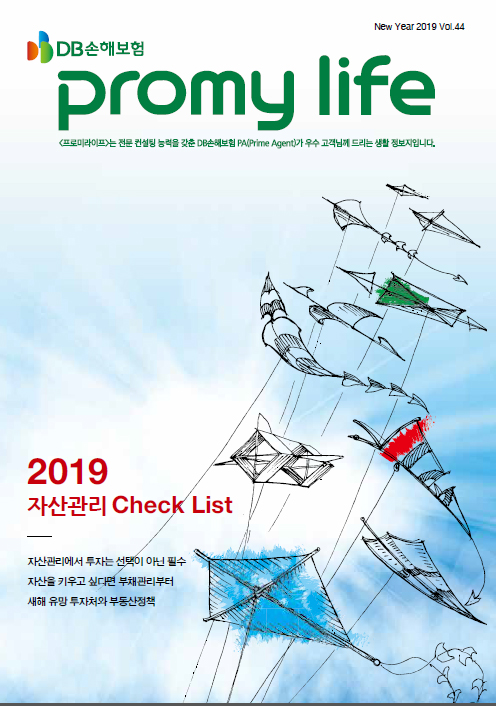 New Year 2019 Vol.44
DB손해보험
promy life
<프로미라이프>는 전문 컨설팅 능력을 갖춘 DB손해보험 PA(Prime Agent)가 우수 고객님께 드리는 생활 정보지입니다.
2019
자산관리 Check List
자산관리에서 투자는 선택이 아닌 필수
자산을 키우고 싶다면 부채관리부터
새해 유망 투자처와 부동산정책